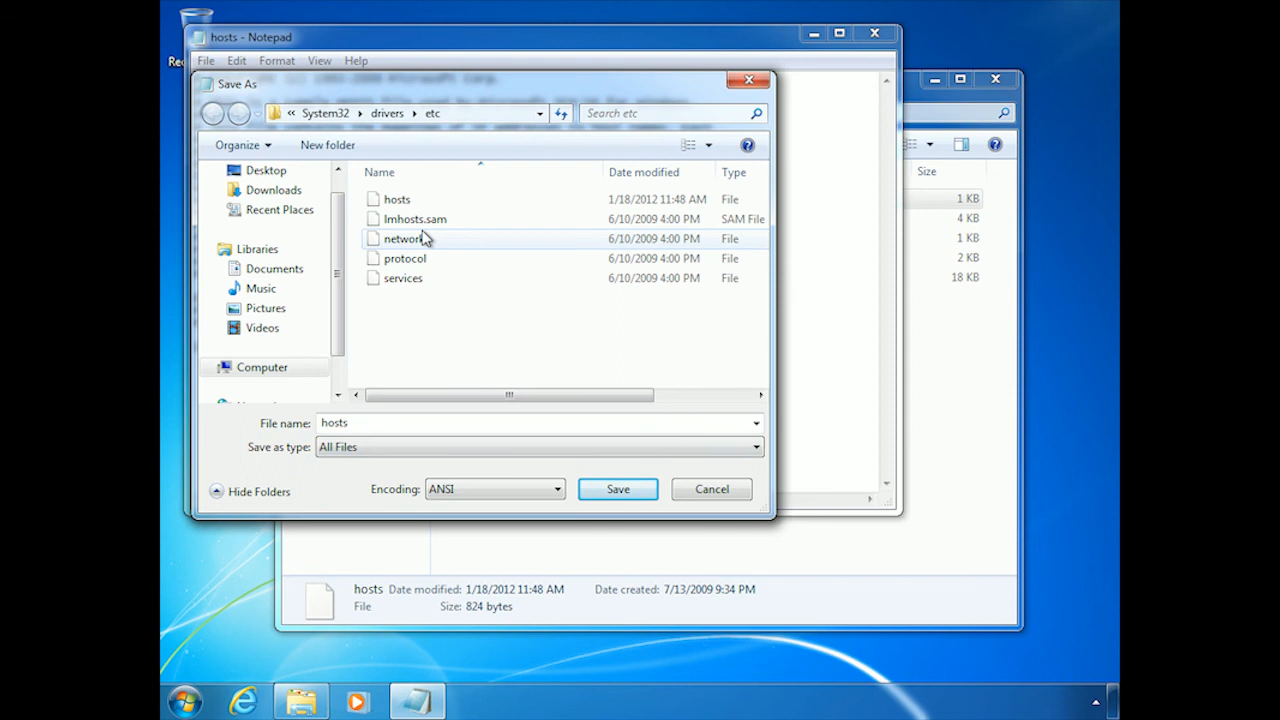 hosts - Notepad
File Edit Format View Help
Save As
« System32 drivers etc
Search etc
Organize New folder
Name Date modified Type
Size
Desktop
Downloads
Recent Places
Libraries
Documents
Music
Pictures
Videos
Computer
hosts 1/18/2012 11:48 AM File
lmhosts.sam 6/10/2009 4:00 PM SAM File
6/10/2009 4:00 PM File
protocol 6/10/2009 4:00 PM File
services 6/10/2009 4:00 PM File
1 KB
4 KB
1 KB
2 KB
18 KB
File name: hosts
Save as type: All Files
Hide Folders
Encoding: ANSI
Save Cancel
hosts Date modified: 1/18/2012 11:48 AM Date created: 7/13/2009 9:34 PM
File Size: 824 bytes